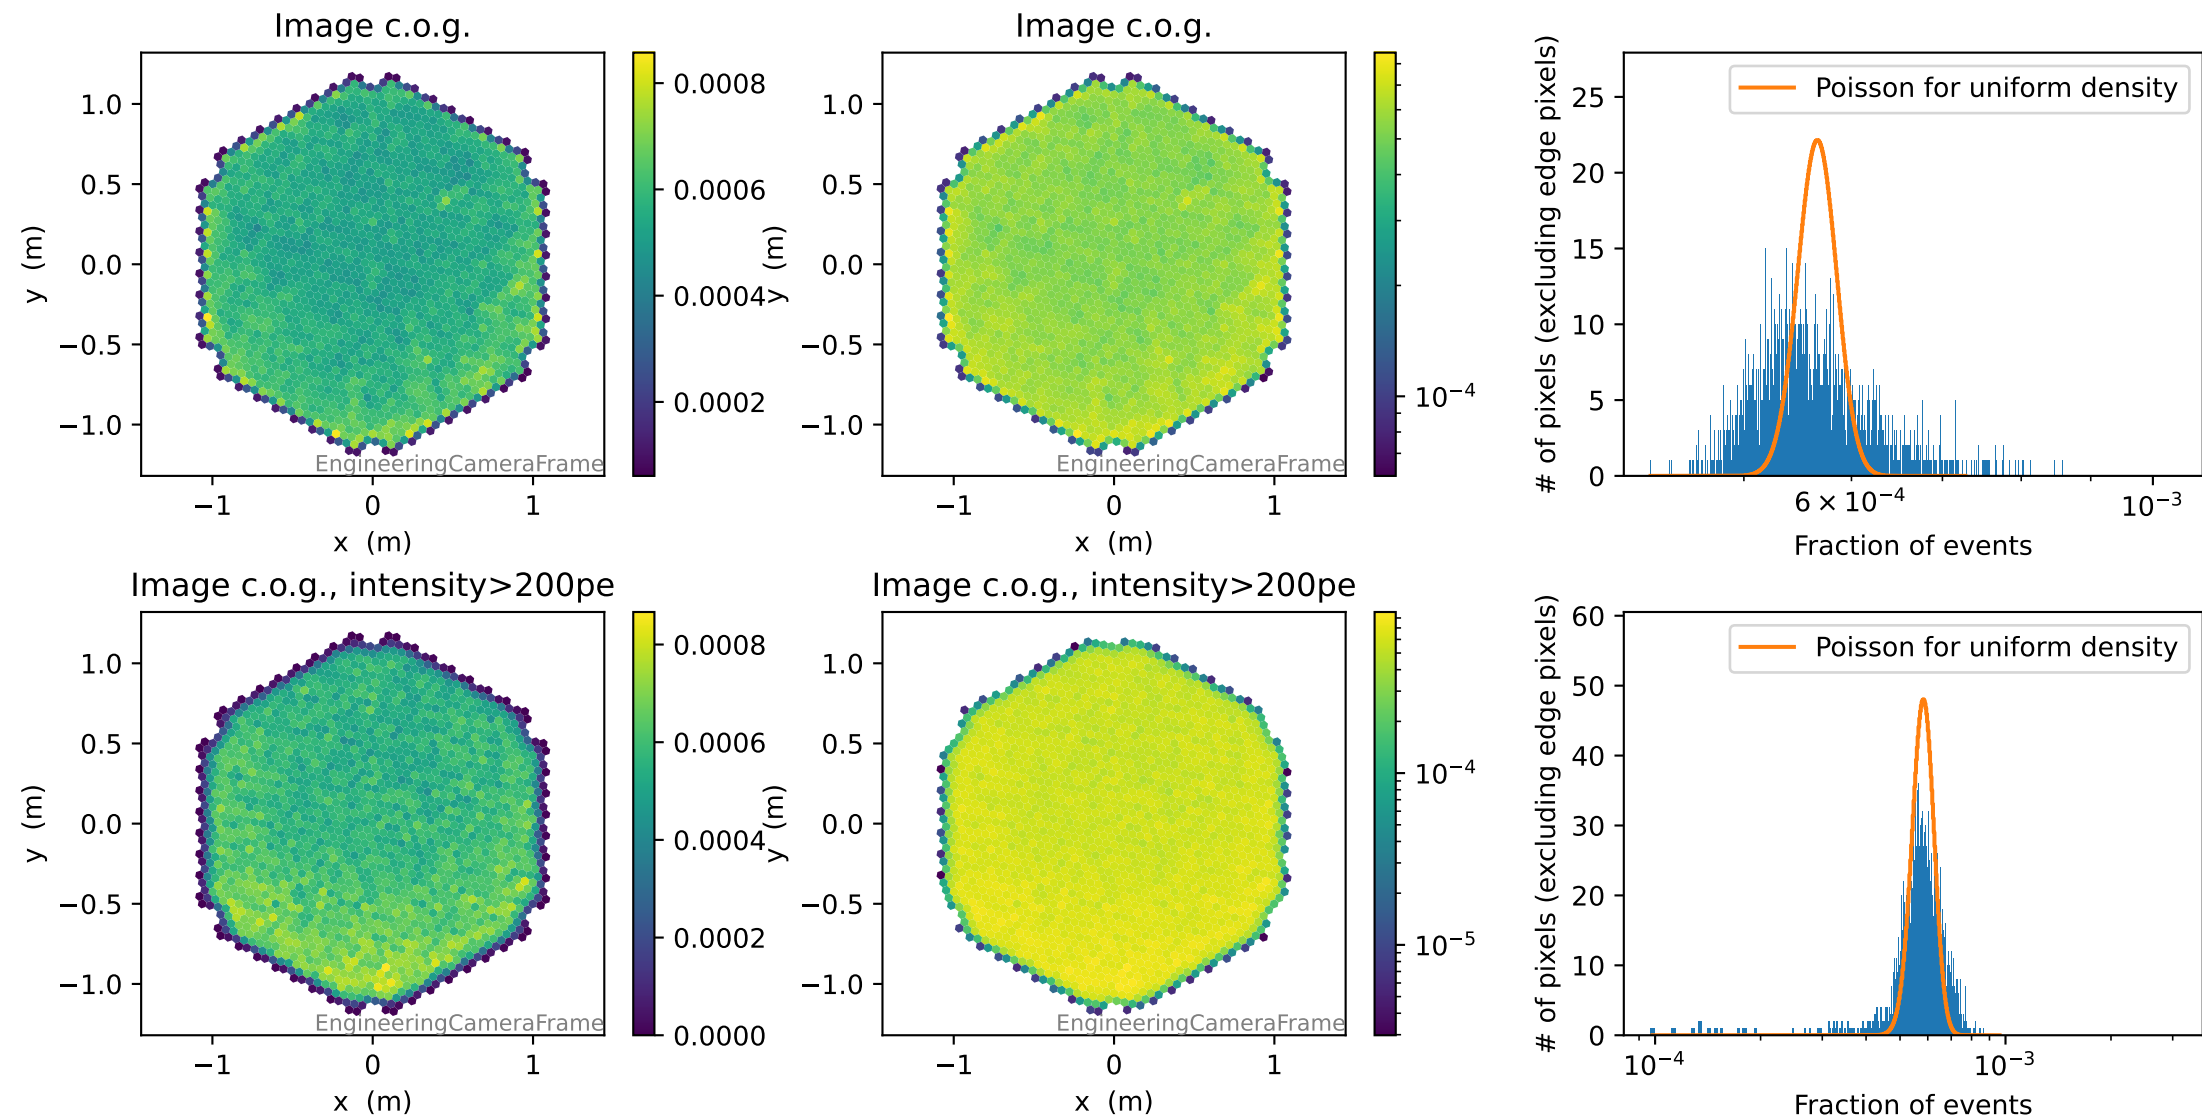 Image c.o.g.
1.0
0.5
0.0
−0.5
−1.0
y (m)
−1
0
1
x (m)
EngineeringCameraFrame
0.0008
0.0006
0.0004
0.0002
Image c.o.g.
1.0
0.5
0.0
−0.5
−1.0
y (m)
−1
0
1
x (m)
EngineeringCameraFrame
10⁻⁴
# of pixels (excluding edge pixels)
25
20
15
10
5
0
Poisson for uniform density
6 × 10⁻⁴
10⁻³
Fraction of events
Image c.o.g., intensity>200pe
1.0
0.5
0.0
−0.5
−1.0
y (m)
−1
0
1
x (m)
EngineeringCameraFrame
0.0008
0.0006
0.0004
0.0002
0.0000
Image c.o.g., intensity>200pe
1.0
0.5
0.0
−0.5
−1.0
y (m)
−1
0
1
x (m)
EngineeringCameraFrame
10⁻⁴
10⁻⁵
# of pixels (excluding edge pixels)
60
50
40
30
20
10
0
Poisson for uniform density
10⁻⁴
10⁻³
Fraction of events